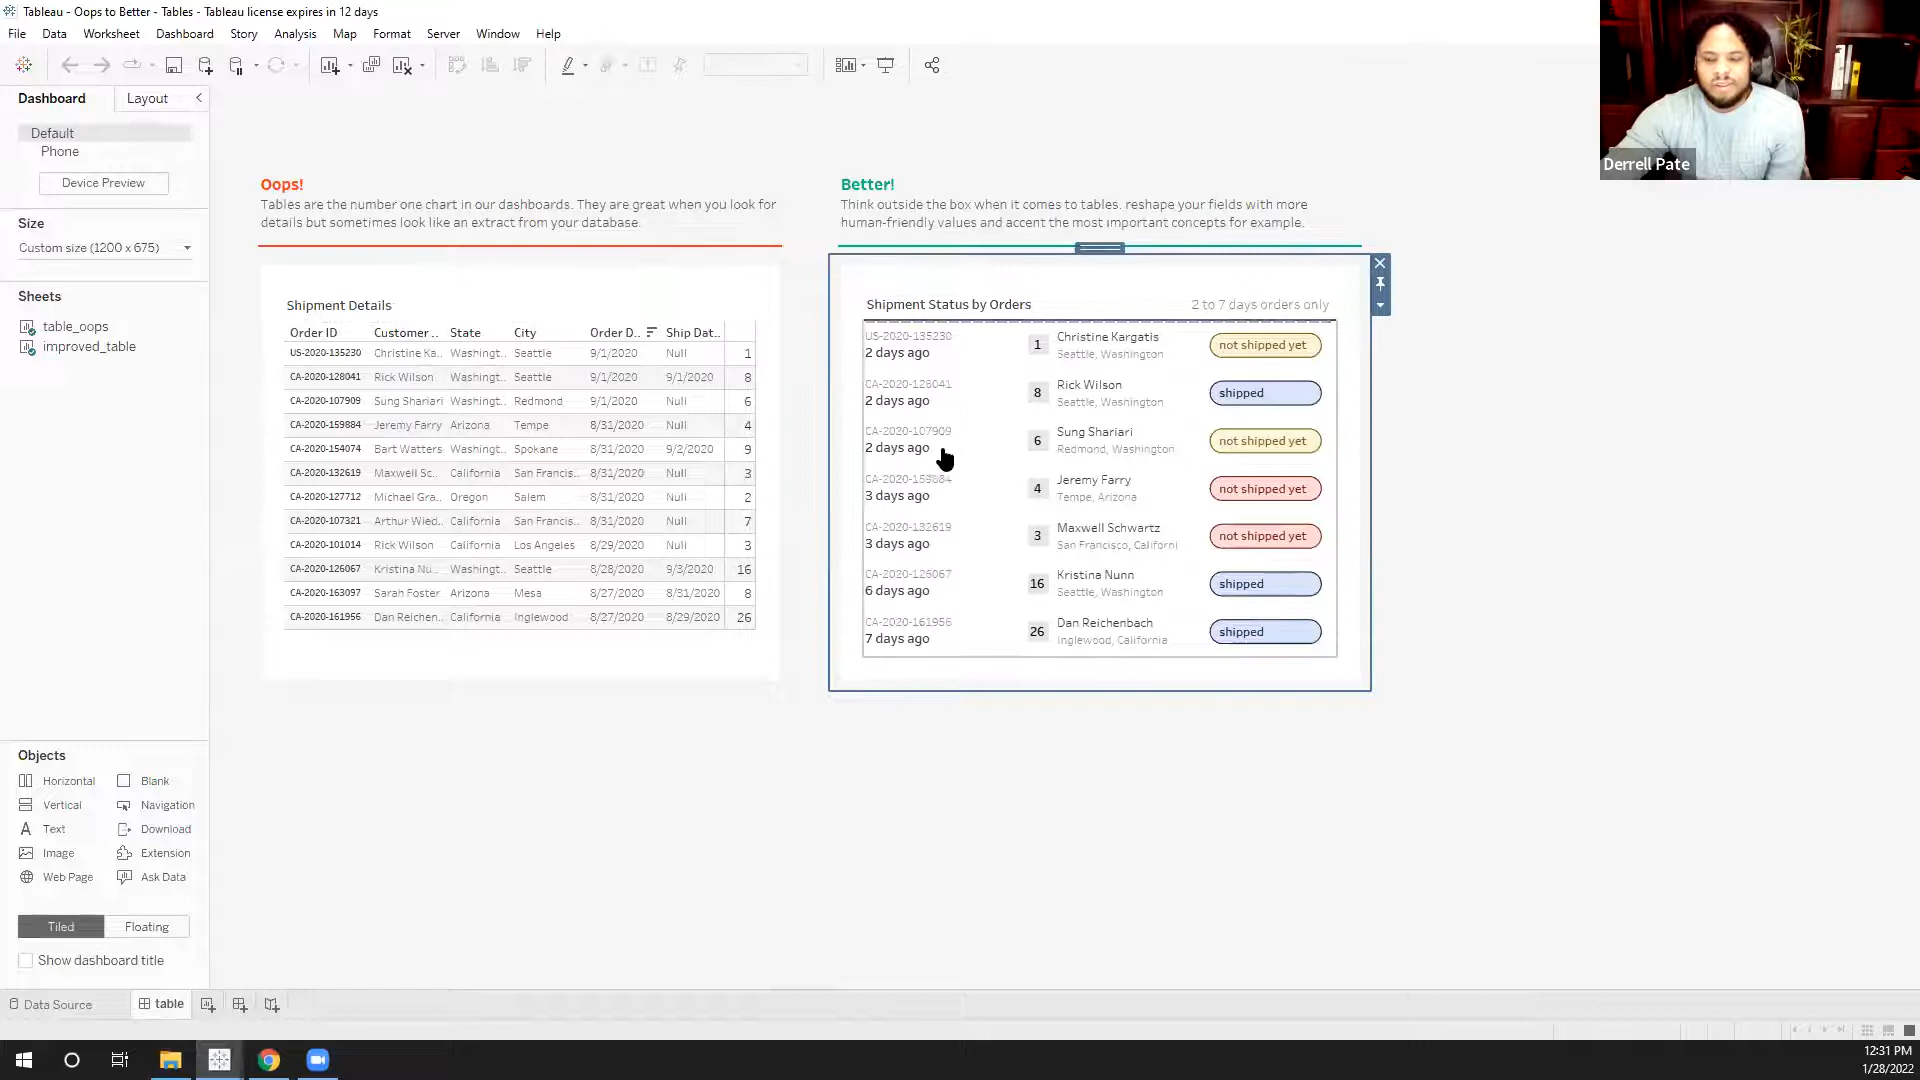 Tableau - Oops to Better - Tables - Tableau license expires in 12 days
File Data Worksheet Dashboard Story Analysis Map Format Server Window Help
Dashboard Layout
Default
Phone
Device Preview
Size
Custom size (1200 x 675)
Sheets
table_oops
improved_table
Objects
Horizontal Blank
Vertical Navigation
Text Download
Image Extension
Web Page Ask Data
Tiled Floating
Show dashboard title
Oops!
Tables are the number one chart in our dashboards. They are great when you look for
details but sometimes look like an extract from your database.
Shipment Details
Order ID Customer .. State City Order D.. Ship Dat..
US-2020-135230 Christine Ka.. Washingt.. Seattle 9/1/2020 Null 1
CA-2020-128041 Rick Wilson Washingt.. Seattle 9/1/2020 9/1/2020 8
CA-2020-107909 Sung Shariari Washingt.. Redmond 9/1/2020 Null 6
CA-2020-159884 Jeremy Farry Arizona Tempe 8/31/2020 Null 4
CA-2020-154074 Bart Watters Washingt.. Spokane 8/31/2020 9/2/2020 9
CA-2020-132619 Maxwell Sc.. California San Francis.. 8/31/2020 Null 3
CA-2020-127712 Michael Gra.. Oregon Salem 8/31/2020 Null 2
CA-2020-107321 Arthur Wied.. California San Francis.. 8/31/2020 Null 7
CA-2020-101014 Rick Wilson California Los Angeles 8/29/2020 Null 3
CA-2020-126067 Kristina Nu.. Washingt.. Seattle 8/28/2020 9/3/2020 16
CA-2020-163097 Sarah Foster Arizona Mesa 8/27/2020 8/31/2020 8
CA-2020-161956 Dan Reichen.. California Inglewood 8/27/2020 8/29/2020 26
Better!
Think outside the box when it comes to tables. reshape your fields with more
human-friendly values and accent the most important concepts for example.
Shipment Status by Orders 2 to 7 days orders only
US-2020-135230
2 days ago 1 Christine Kargatis not shipped yet
Seattle, Washington
CA-2020-128041
2 days ago 8 Rick Wilson shipped
Seattle, Washington
CA-2020-107909
2 days ago 6 Sung Shariari not shipped yet
Redmond, Washington
CA-2020-159884
3 days ago 4 Jeremy Farry not shipped yet
Tempe, Arizona
CA-2020-132619
3 days ago 3 Maxwell Schwartz not shipped yet
San Francisco, Californi
CA-2020-126067
6 days ago 16 Kristina Nunn shipped
Seattle, Washington
CA-2020-161956
7 days ago 26 Dan Reichenbach shipped
Inglewood, California
Derrell Pate
Data Source table
12:31 PM
1/28/2022